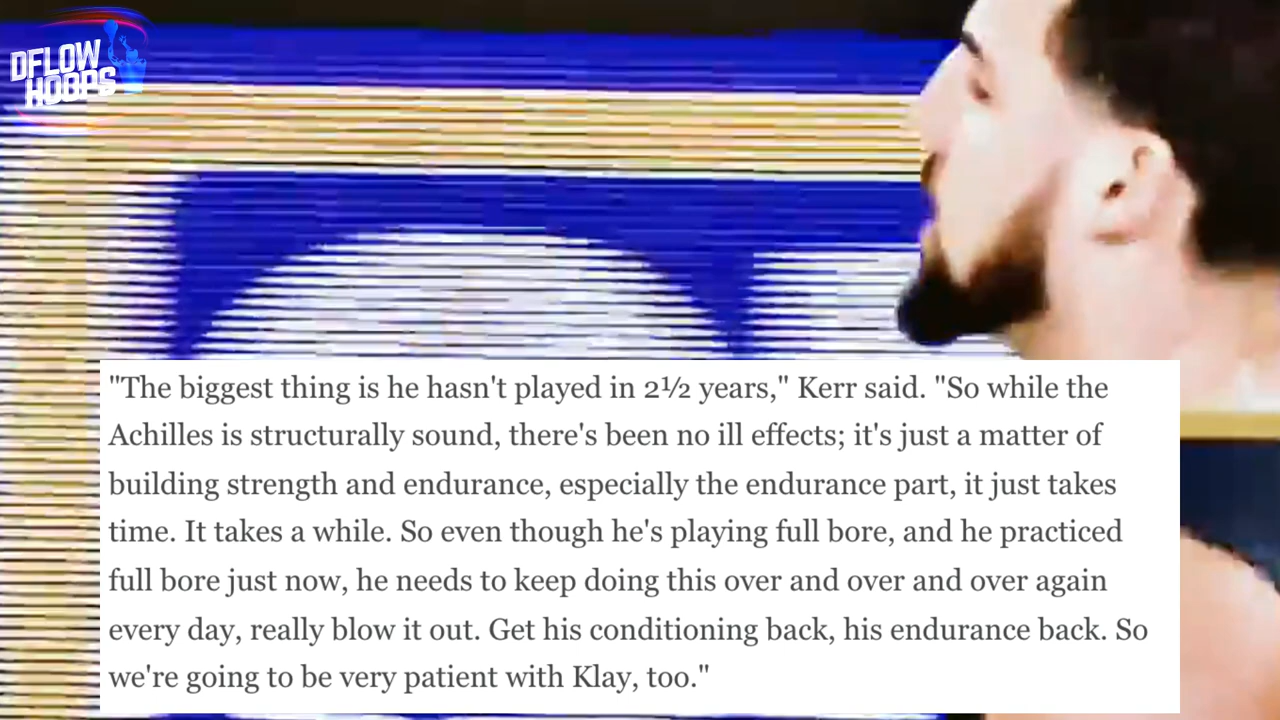 DFLOW
HOOPS
"The biggest thing is he hasn't played in 2½ years," Kerr said. "So while the
Achilles is structurally sound, there's been no ill effects; it's just a matter of
building strength and endurance, especially the endurance part, it just takes
time. It takes a while. So even though he's playing full bore, and he practiced
full bore just now, he needs to keep doing this over and over and over again
every day, really blow it out. Get his conditioning back, his endurance back. So
we're going to be very patient with Klay, too."